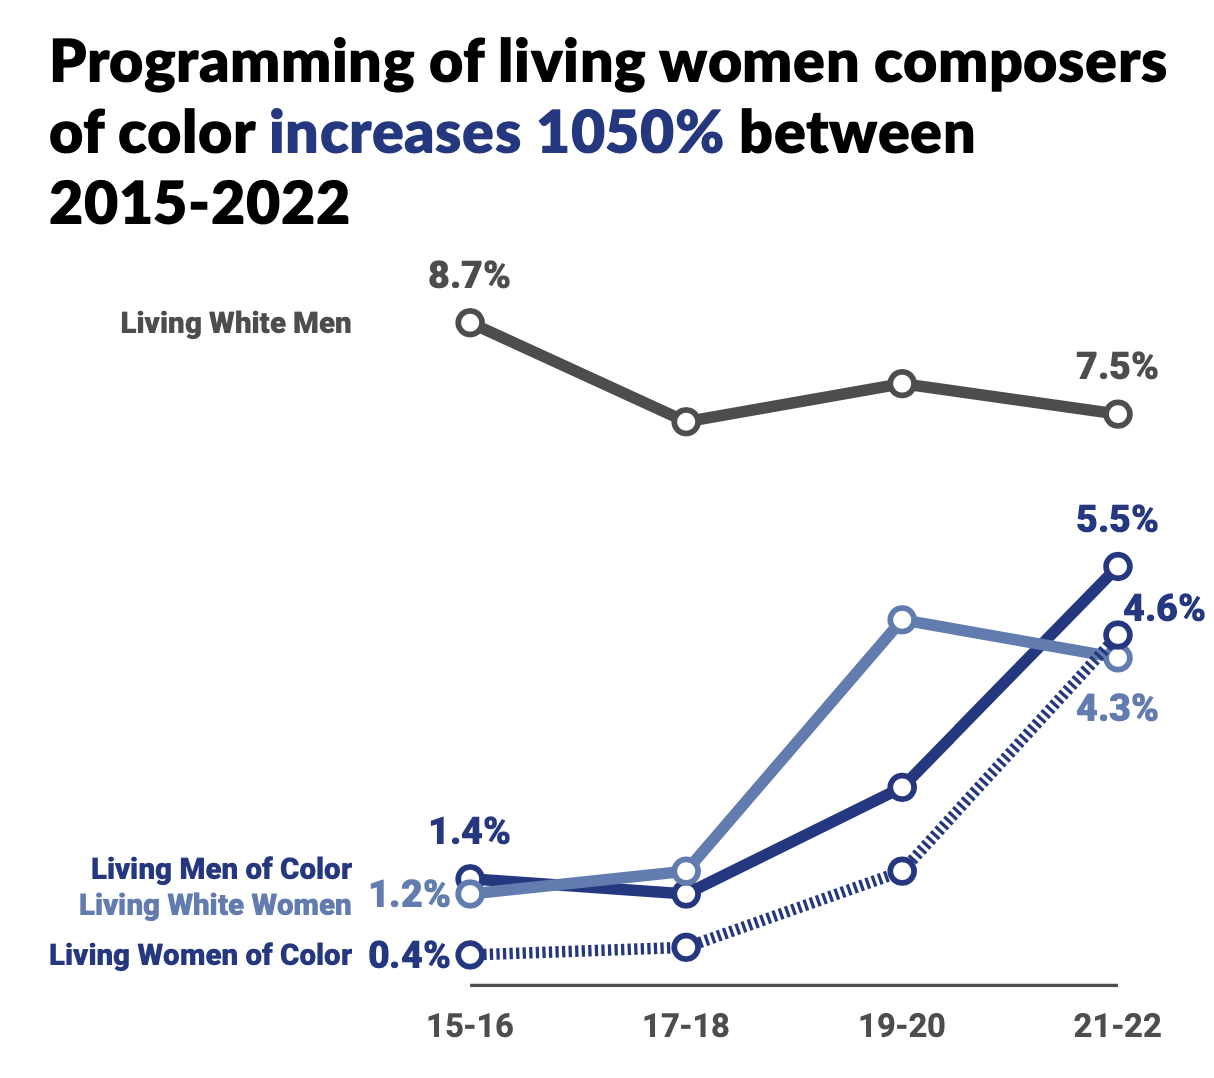 Programming of living women composers
of color increases 1050% between
2015-2022
8.7%
Living White Men
7.5%
5.5%
4.6%
4.3%
1.4%
Living Men of Color
Living White Women 1.2%
Living Women of Color 0.4%
15-16 17-18 19-20 21-22